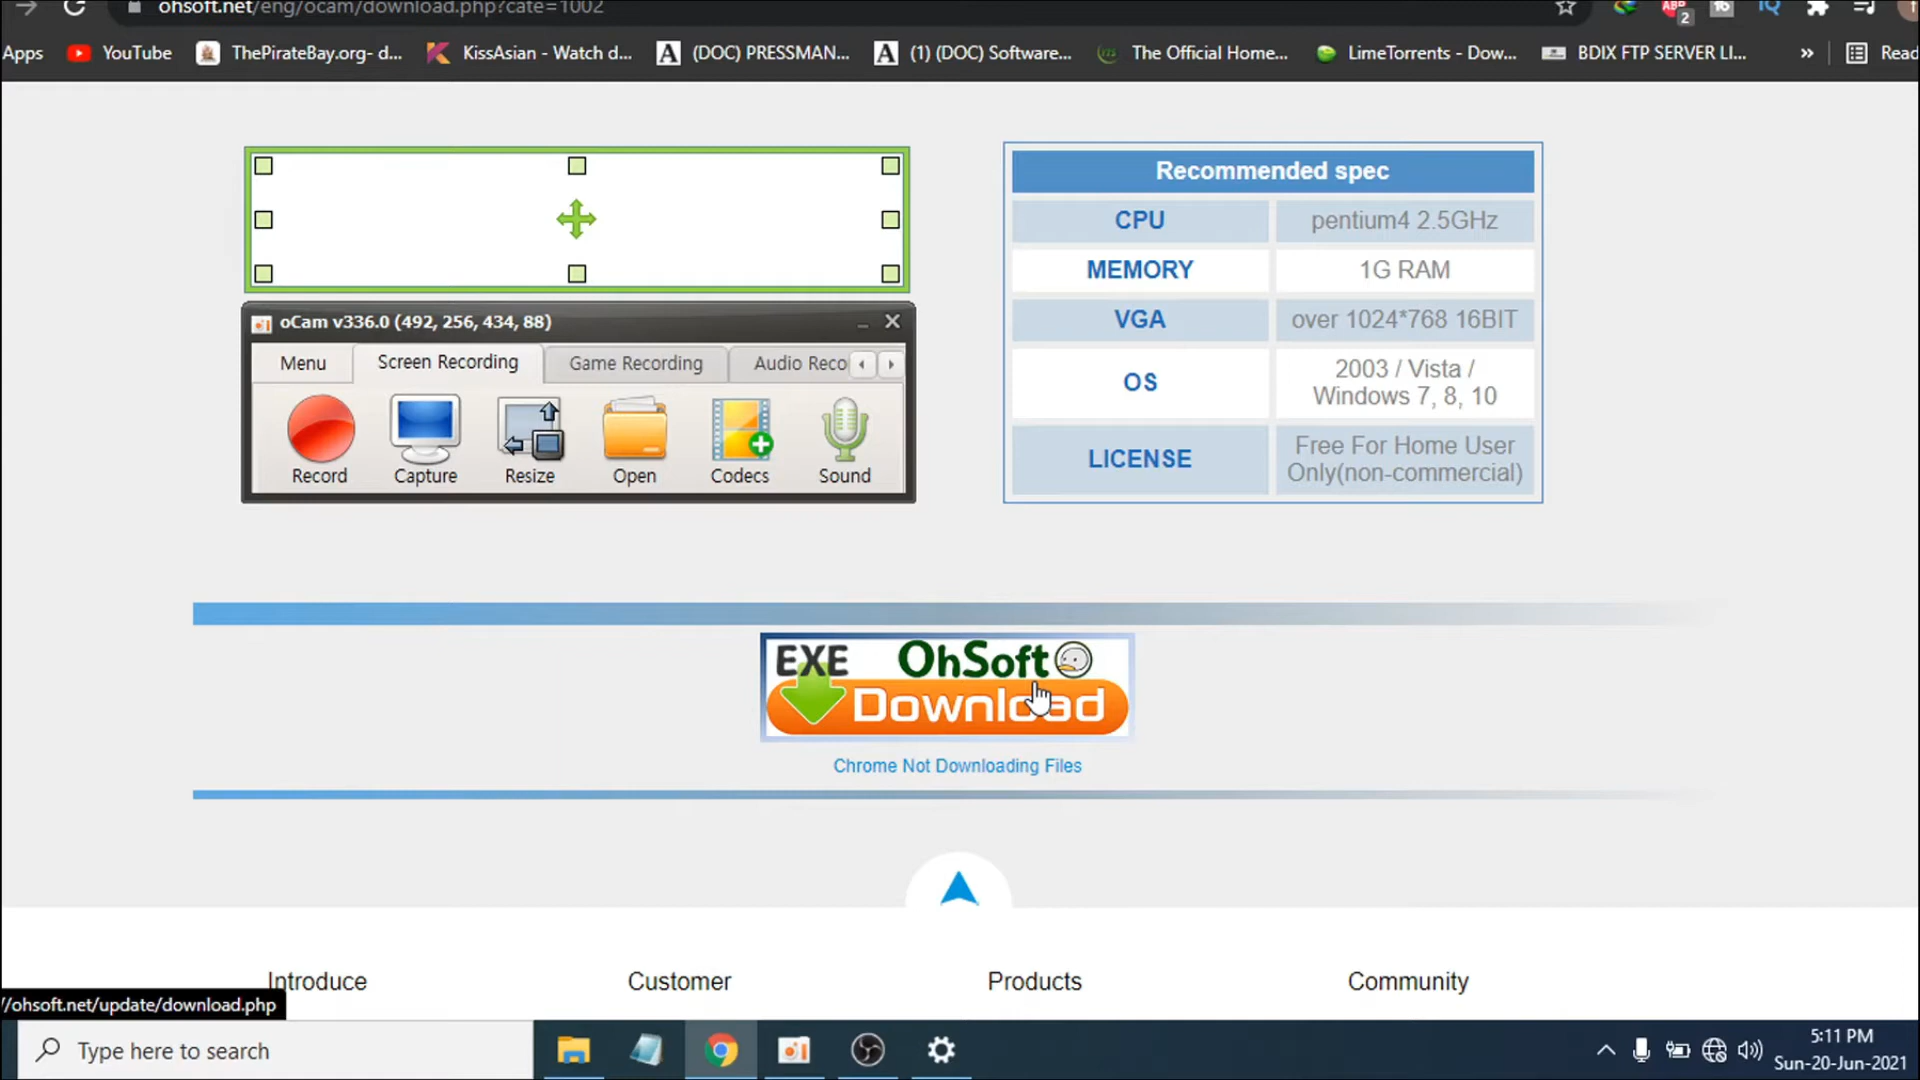 ohsoft.net/eng/ocam/download.php?cate=1002
ABP
2
16
IQ
Apps
YouTube
ThePirateBay.org- d...
KissAsian - Watch d...
A
(DOC) PRESSMAN...
A
(1) (DOC) Software...
The Official Home...
LimeTorrents - Dow...
BDIX FTP SERVER LI...
»
Read
oCam v336.0 (492, 256, 434, 88)
Menu
Screen Recording
Game Recording
Audio Reco
Record
Capture
Resize
Open
Codecs
Sound
Recommended spec
CPU
pentium4 2.5GHz
MEMORY
1G RAM
VGA
over 1024*768 16BIT
OS
2003 / Vista /
Windows 7, 8, 10
LICENSE
Free For Home User
Only(non-commercial)
EXE OhSoft
Download
Chrome Not Downloading Files
Introduce
Customer
Products
Community
//ohsoft.net/update/download.php
Type here to search
5:11 PM
Sun-20-Jun-2021